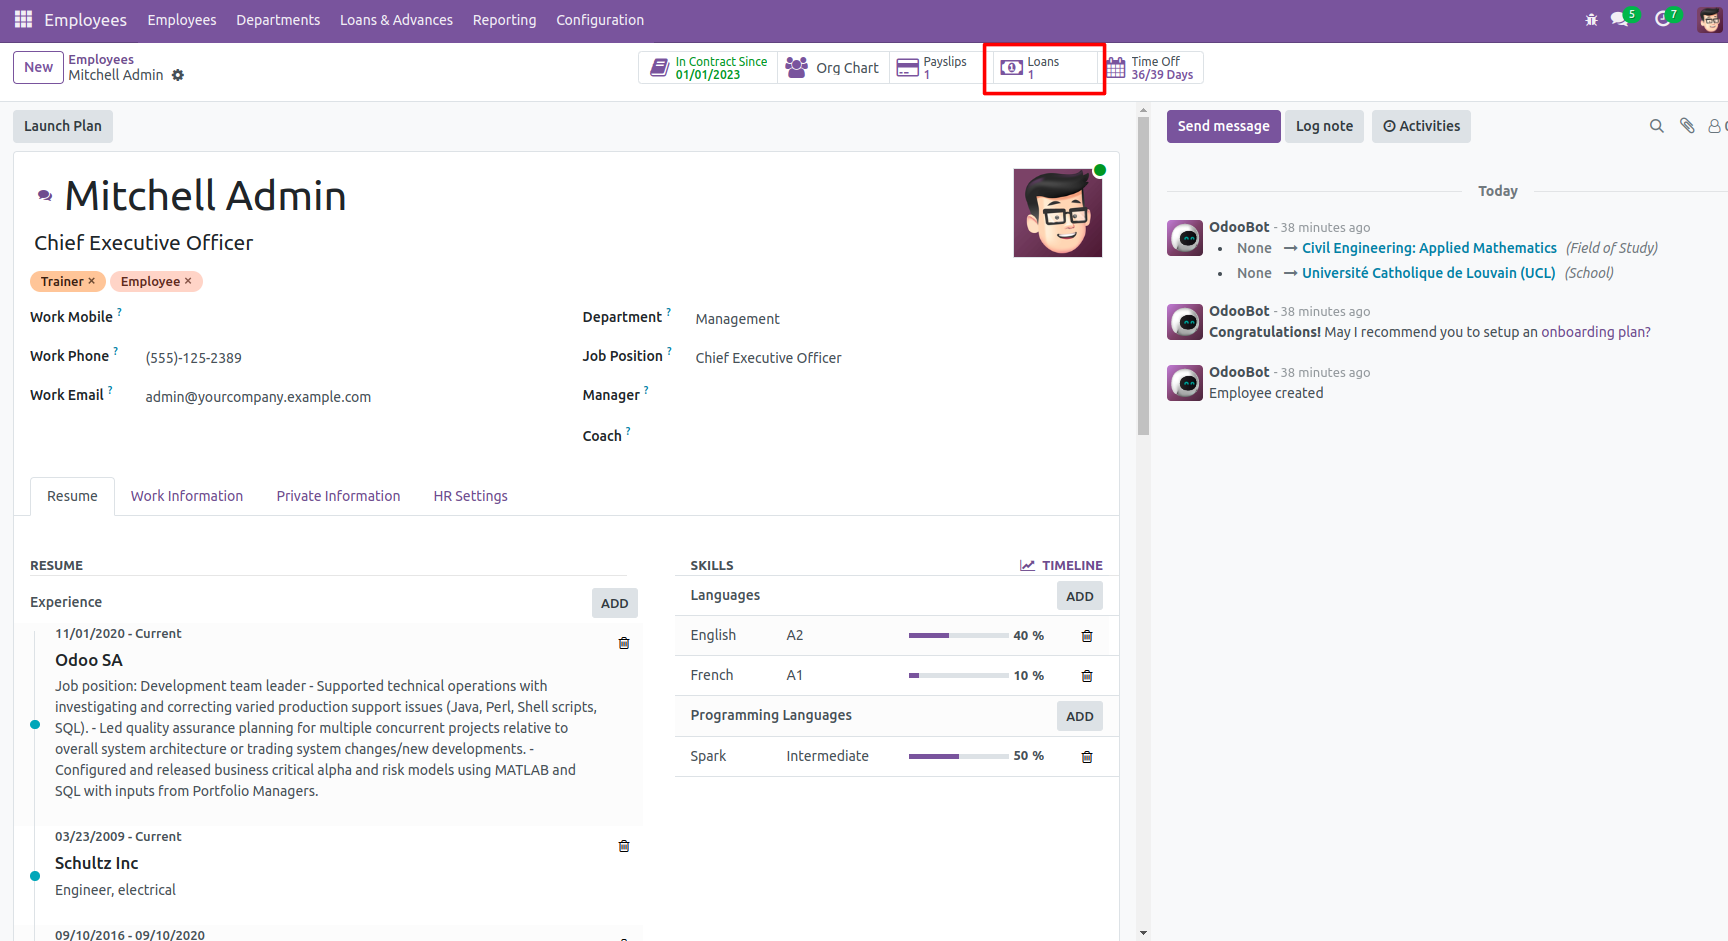 Employees Employees Departments Loans & Advances Reporting Configuration 5 7
New Employees
Mitchell Admin
In Contract Since
01/01/2023
Org Chart
Payslips
1
Loans
1
Time Off
36/39 Days
Launch Plan
Send message Log note Activities
Mitchell Admin
Chief Executive Officer
Trainer × Employee ×
Work Mobile ?
Work Phone ? (555)-125-2389
Work Email ? admin@yourcompany.example.com
Department ? Management
Job Position ? Chief Executive Officer
Manager ?
Coach ?
Resume Work Information Private Information HR Settings
RESUME
Experience ADD
11/01/2020 - Current
Odoo SA
Job position: Development team leader - Supported technical operations with
investigating and correcting varied production support issues (Java, Perl, Shell scripts,
SQL). - Led quality assurance planning for multiple concurrent projects relative to
overall system architecture or trading system changes/new developments. -
Configured and released business critical alpha and risk models using MATLAB and
SQL with inputs from Portfolio Managers.
03/23/2009 - Current
Schultz Inc
Engineer, electrical
09/10/2016 - 09/10/2020
SKILLS TIMELINE
Languages ADD
English A2 40 %
French A1 10 %
Programming Languages ADD
Spark Intermediate 50 %
Today
OdooBot - 38 minutes ago
• None → Civil Engineering: Applied Mathematics (Field of Study)
• None → Université Catholique de Louvain (UCL) (School)
OdooBot - 38 minutes ago
Congratulations! May I recommend you to setup an onboarding plan?
OdooBot - 38 minutes ago
Employee created